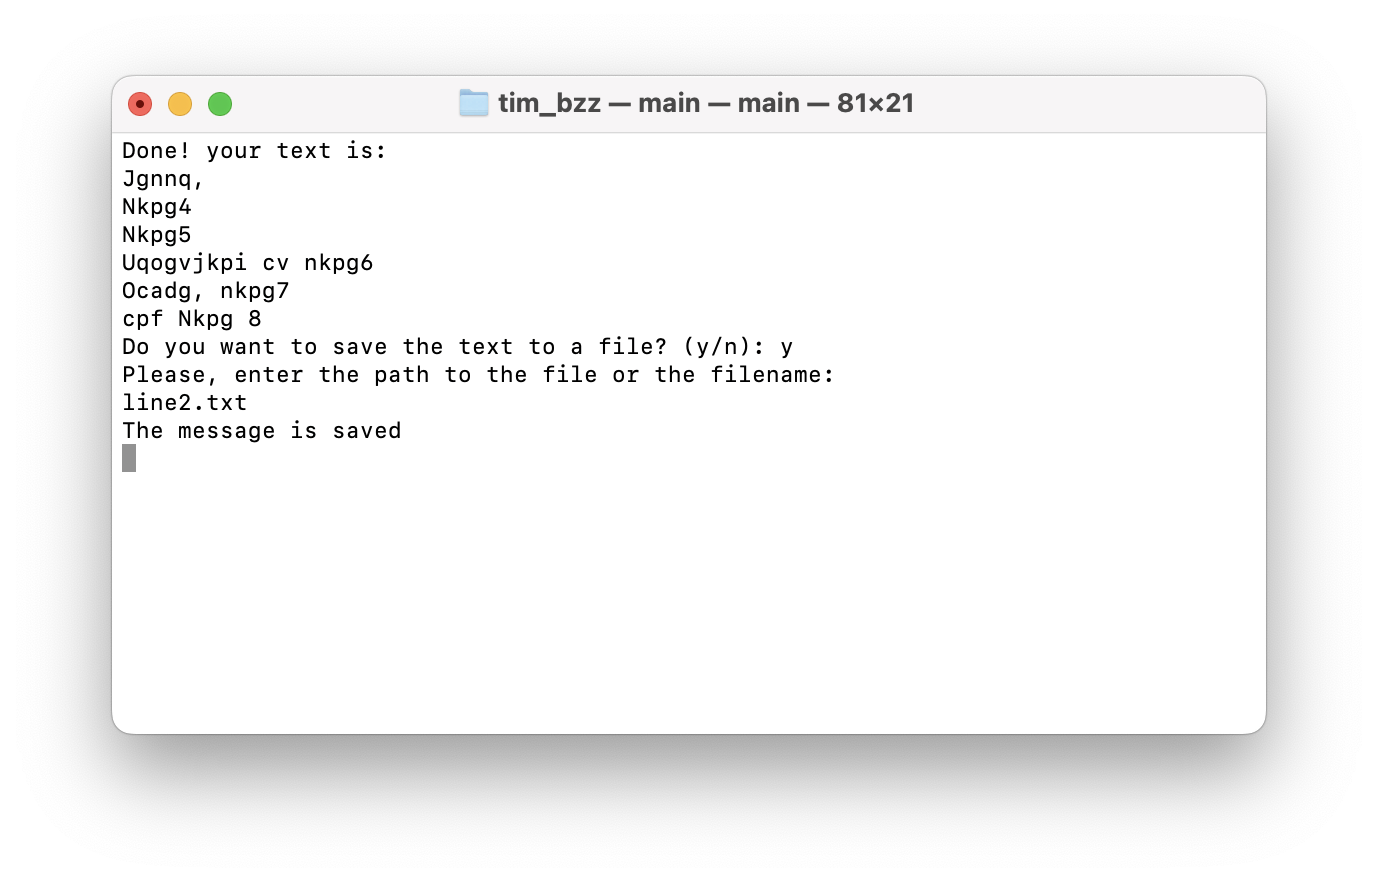 tim_bzz — main — main — 81×21
Done! your text is:
Jgnnq,
Nkpg4
Nkpg5
Uqogvjkpi cv nkpg6
Ocadg, nkpg7
cpf Nkpg 8
Do you want to save the text to a file? (y/n): y
Please, enter the path to the file or the filename:
line2.txt
The message is saved